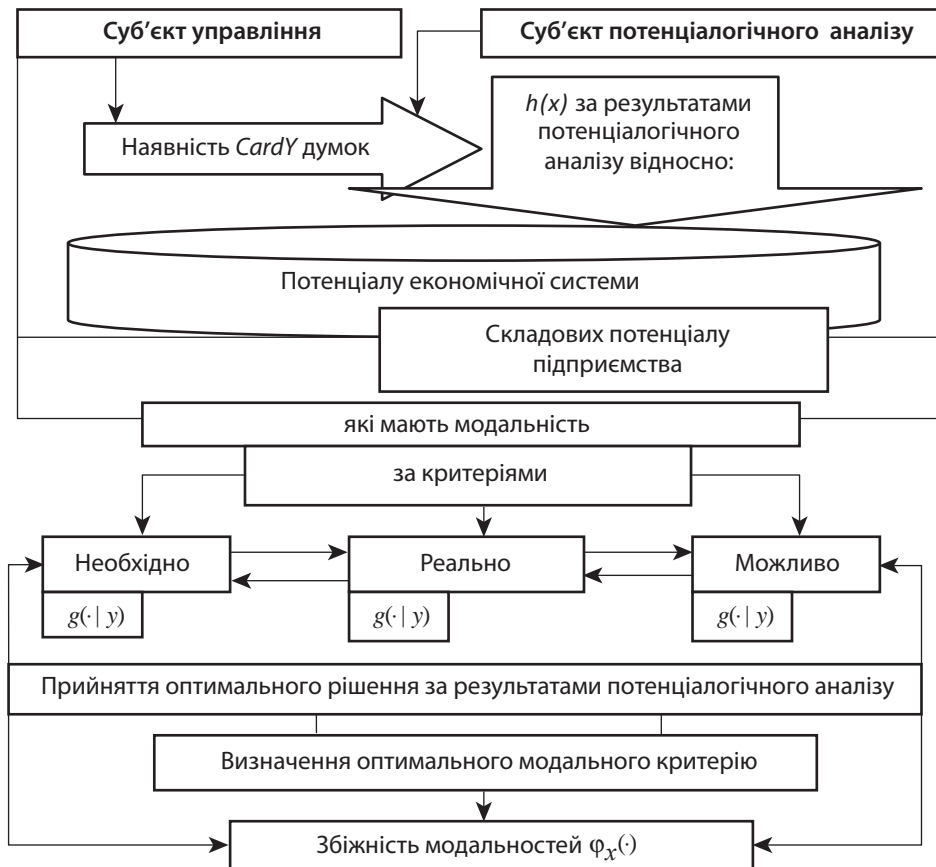 Суб’єкт управління
Суб’єкт потенціалогічного аналізу
Наявність CardY думок
h(x) за результатами
потенціалогічного
аналізу відносно:
Потенціалу економічної системи
Складових потенціалу
підприємства
які мають модальність
за критеріями
Необхідно
Реально
Можливо
g(· | y)
g(· | y)
g(· | y)
Прийняття оптимального рішення за результатами потенціалогічного аналізу
Визначення оптимального модального критерію
Збіжність модальностей φx(·)